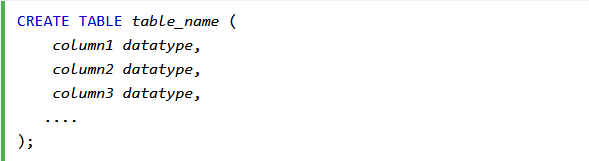 CREATE TABLE table_name (
    column1 datatype,
    column2 datatype,
    column3 datatype,
   ....
);